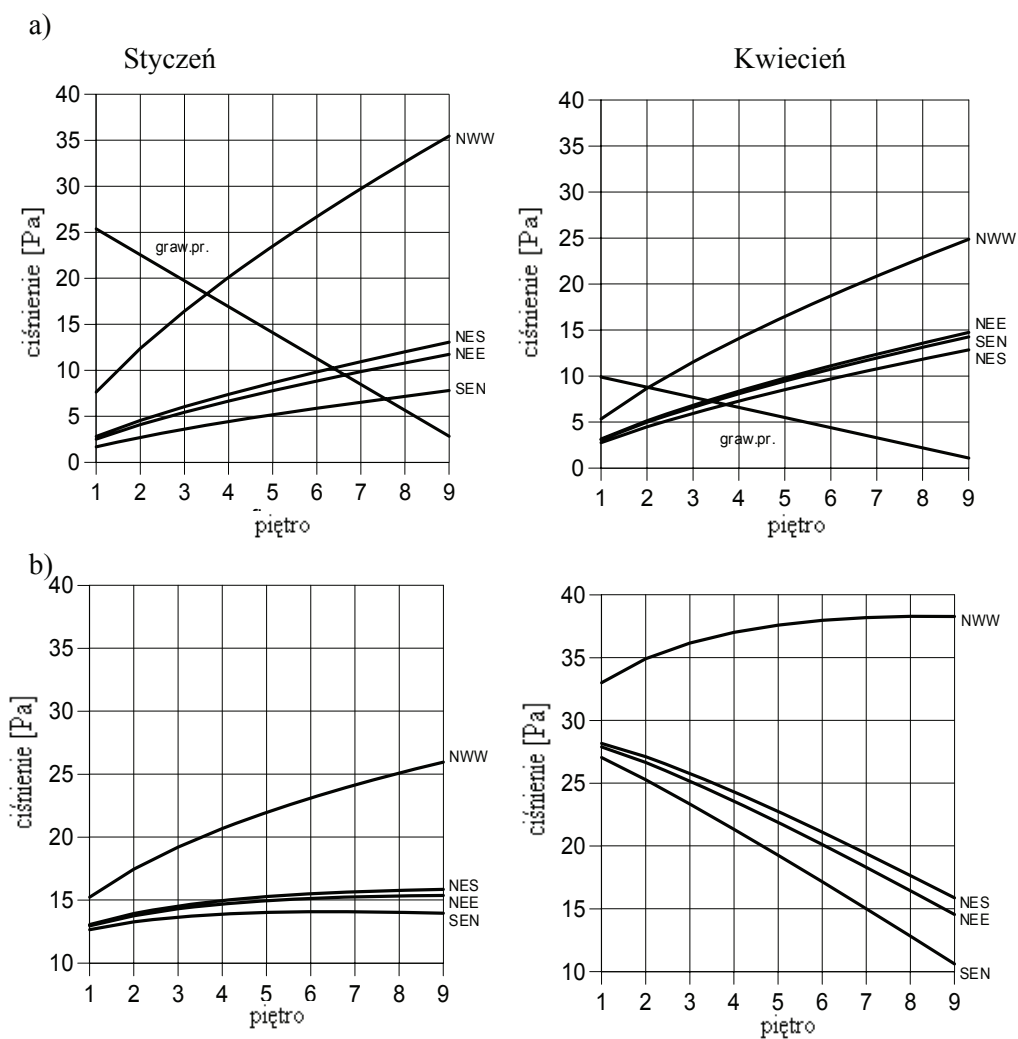 a)
Styczeń
Kwiecień
40
35
30
25
20
15
10
5
0
ciśnienie [Pa]
graw.pr.
NWW
NES
NEE
SEN
1 2 3 4 5 6 7 8 9
piętro
40
35
30
25
20
15
10
5
0
ciśnienie [Pa]
NWW
NEE
SEN
NES
graw.pr.
1 2 3 4 5 6 7 8 9
piętro
b)
40
35
30
25
20
15
10
ciśnienie [Pa]
NWW
NES
NEE
SEN
1 2 3 4 5 6 7 8 9
piętro
40
35
30
25
20
15
10
ciśnienie [Pa]
NWW
NES
NEE
SEN
1 2 3 4 5 6 7 8 9
piętro